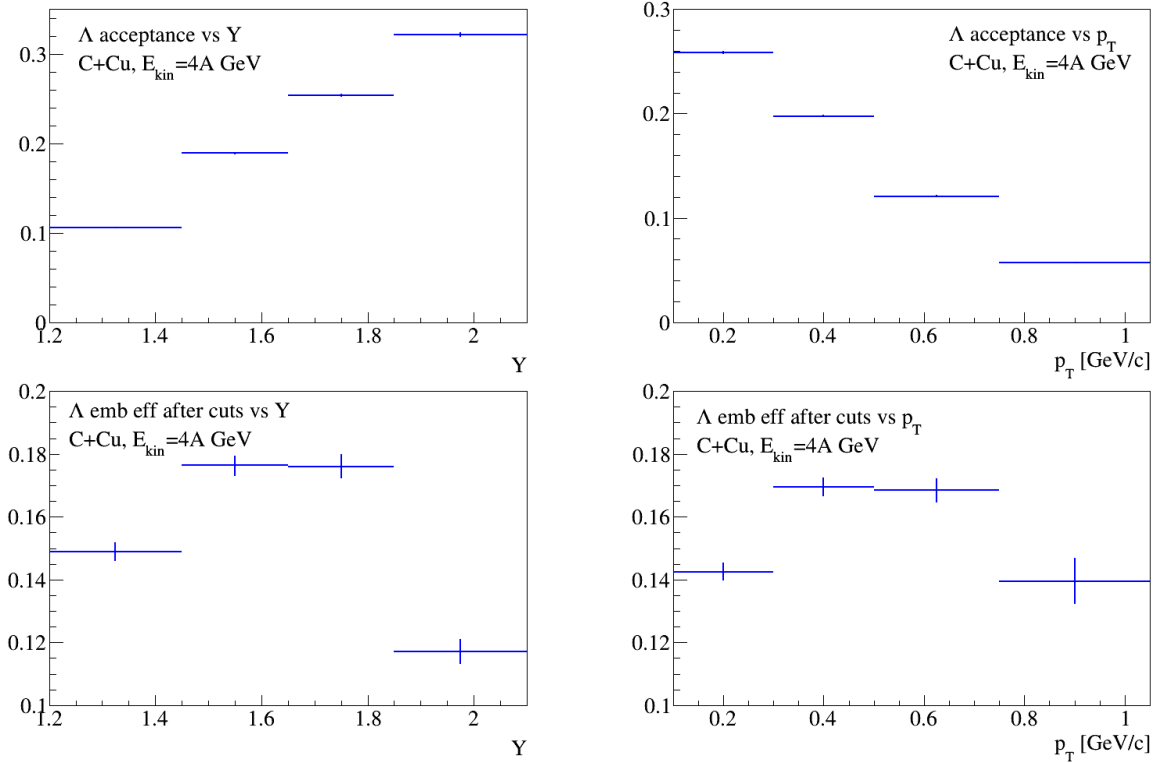 Λ acceptance vs Y
C+Cu, E_kin=4A GeV
0.3
0.2
0.1
0
1.2 1.4 1.6 1.8 2
Y
Λ acceptance vs p_T
C+Cu, E_kin=4A GeV
0.3
0.2
0.1
0
0.2 0.4 0.6 0.8 1
p_T [GeV/c]
Λ emb eff after cuts vs Y
C+Cu, E_kin=4A GeV
0.2
0.18
0.16
0.14
0.12
0.1
1.2 1.4 1.6 1.8 2
Y
Λ emb eff after cuts vs p_T
C+Cu, E_kin=4A GeV
0.2
0.18
0.16
0.14
0.12
0.1
0.2 0.4 0.6 0.8 1
p_T [GeV/c]